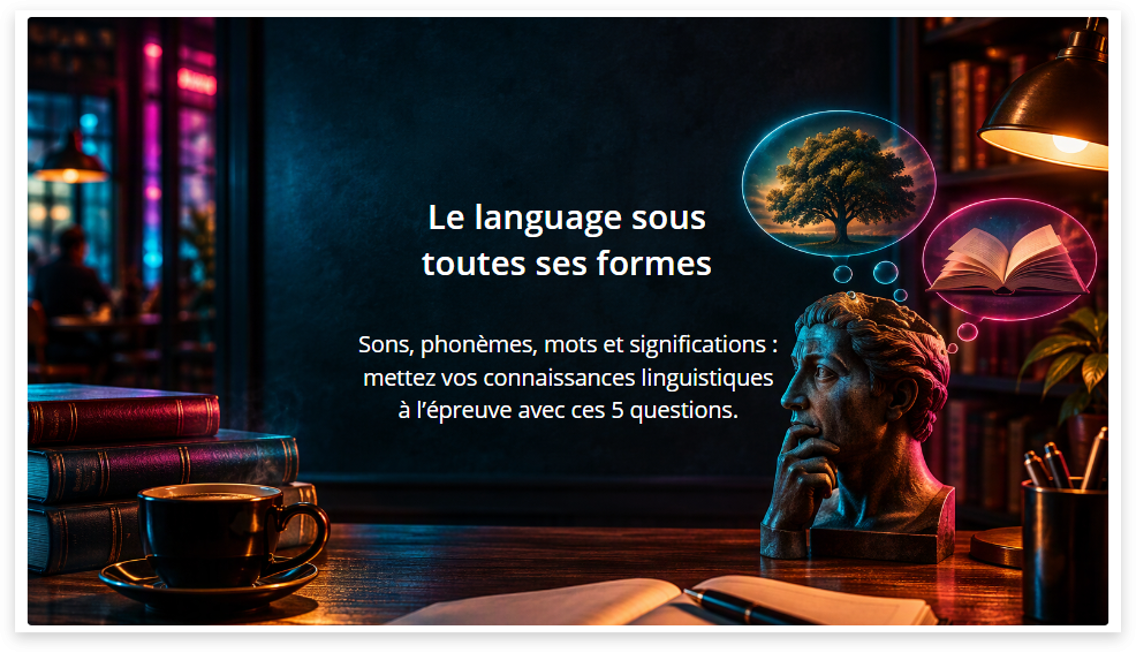 Le language sous
toutes ses formes
Sons, phonèmes, mots et significations :
mettez vos connaissances linguistiques
à l’épreuve avec ces 5 questions.